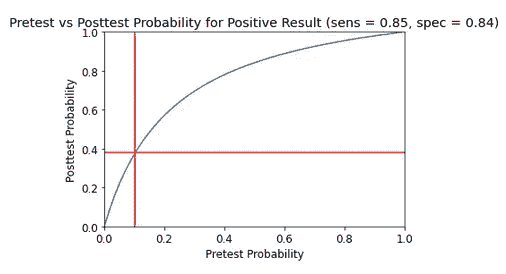 Pretest vs Posttest Probability for Positive Result (sens = 0.85, spec = 0.84)
1.0
0.8
0.6
0.4
0.2
0.0
Posttest Probability
0.0 0.2 0.4 0.6 0.8 1.0
Pretest Probability